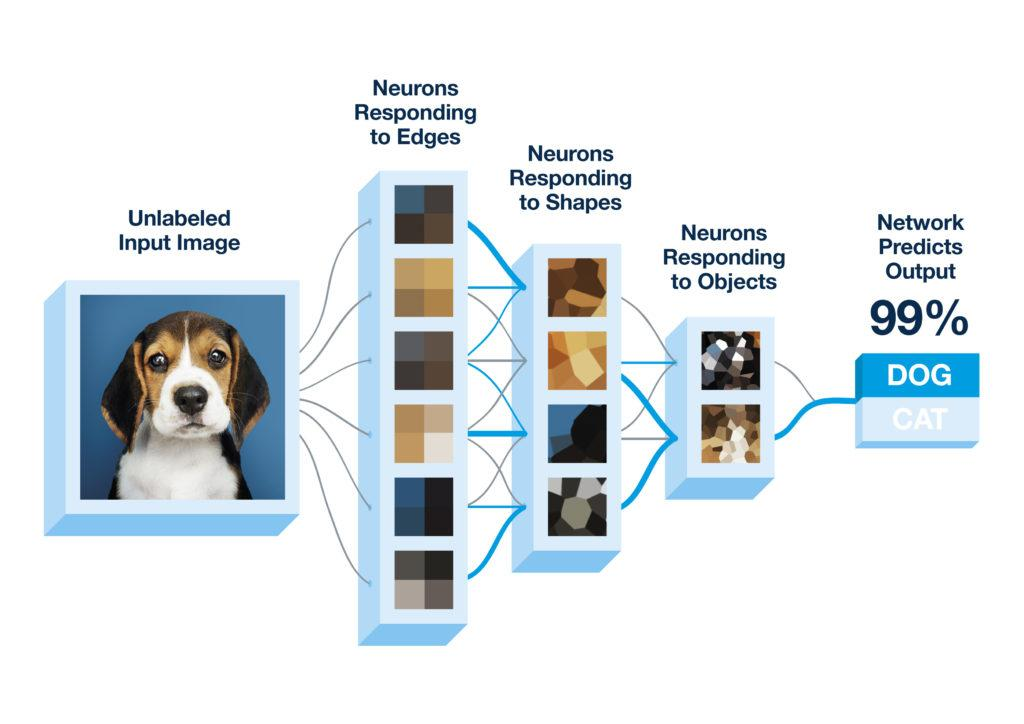 Unlabeled
Input Image
Neurons
Responding
to Edges
Neurons
Responding
to Shapes
Neurons
Responding
to Objects
Network
Predicts
Output
99%
DOG
CAT